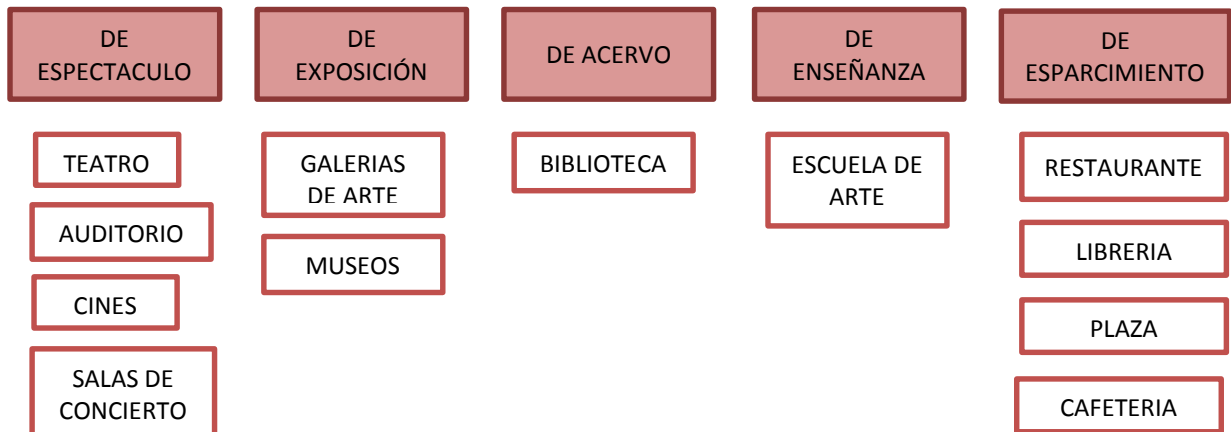 DE
ESPECTACULO
DE
EXPOSICIÓN
DE ACERVO
DE
ENSEÑANZA
DE
ESPARCIMIENTO
TEATRO
AUDITORIO
CINES
SALAS DE
CONCIERTO
GALERIAS
DE ARTE
MUSEOS
BIBLIOTECA
ESCUELA DE
ARTE
RESTAURANTE
LIBRERIA
PLAZA
CAFETERIA